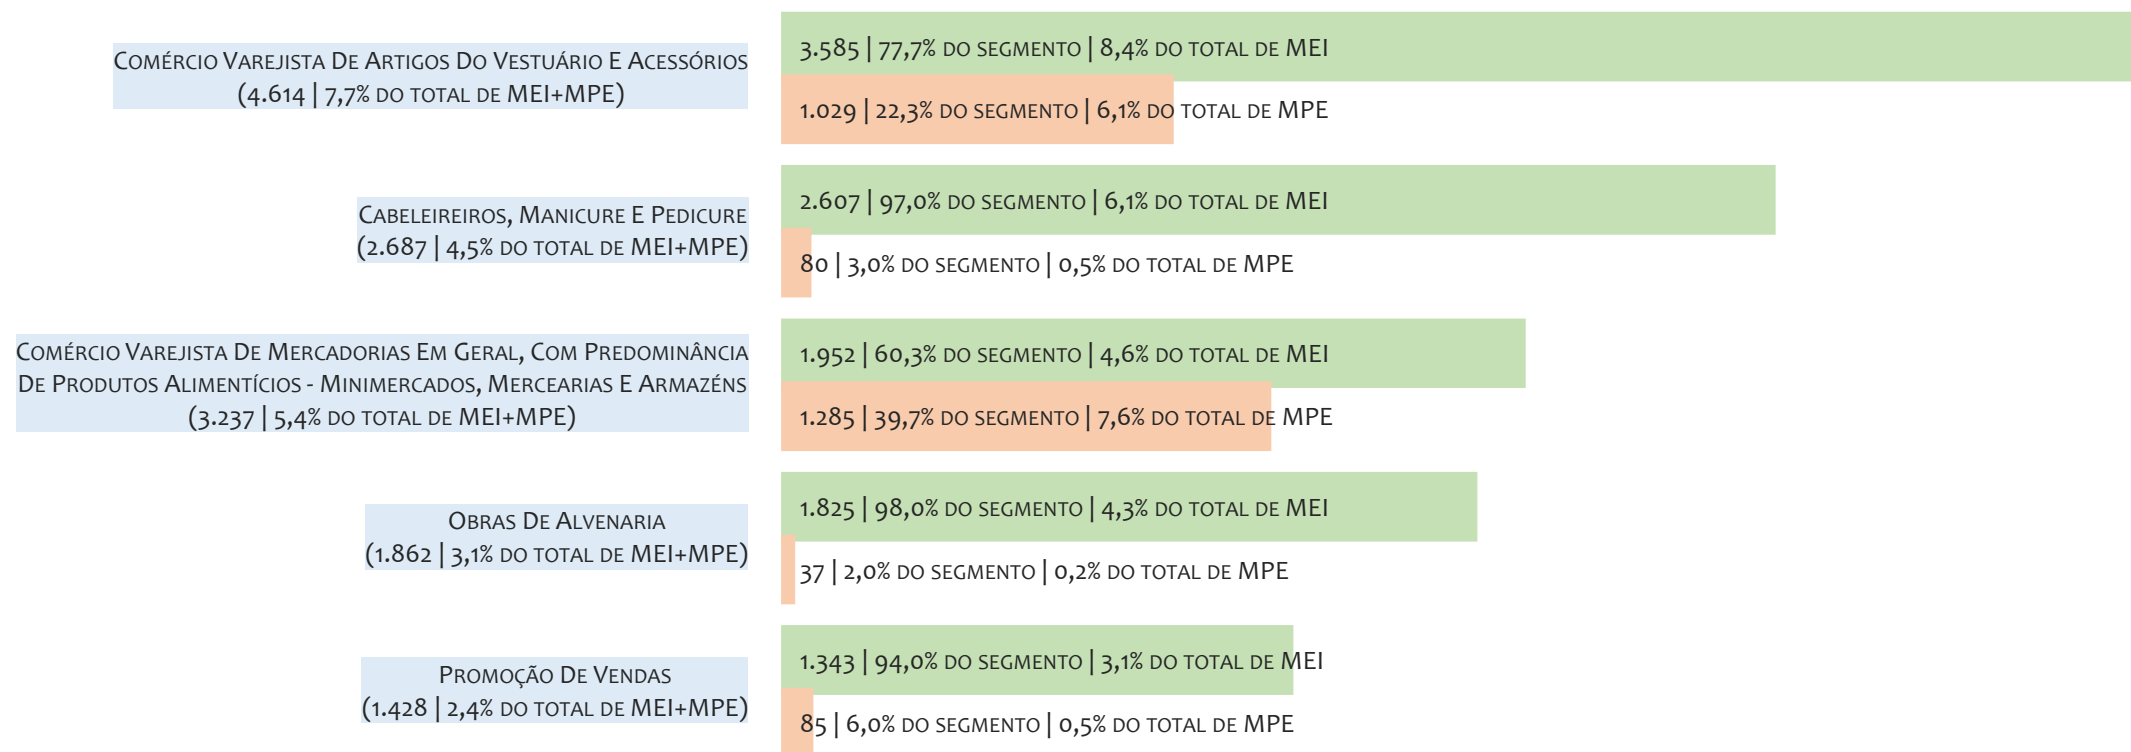 Comércio Varejista De Artigos Do Vestuário E Acessórios
(4.614 | 7,7% do total de MEI+MPE)
3.585 | 77,7% do segmento | 8,4% do total de MEI
1.029 | 22,3% do segmento | 6,1% do total de MPE
Cabeleireiros, Manicure E Pedicure
(2.687 | 4,5% do total de MEI+MPE)
2.607 | 97,0% do segmento | 6,1% do total de MEI
80 | 3,0% do segmento | 0,5% do total de MPE
Comércio Varejista De Mercadorias Em Geral, Com Predominância
De Produtos Alimentícios - Minimercados, Mercearias E Armazéns
(3.237 | 5,4% do total de MEI+MPE)
1.952 | 60,3% do segmento | 4,6% do total de MEI
1.285 | 39,7% do segmento | 7,6% do total de MPE
Obras De Alvenaria
(1.862 | 3,1% do total de MEI+MPE)
1.825 | 98,0% do segmento | 4,3% do total de MEI
37 | 2,0% do segmento | 0,2% do total de MPE
Promoção De Vendas
(1.428 | 2,4% do total de MEI+MPE)
1.343 | 94,0% do segmento | 3,1% do total de MEI
85 | 6,0% do segmento | 0,5% do total de MPE